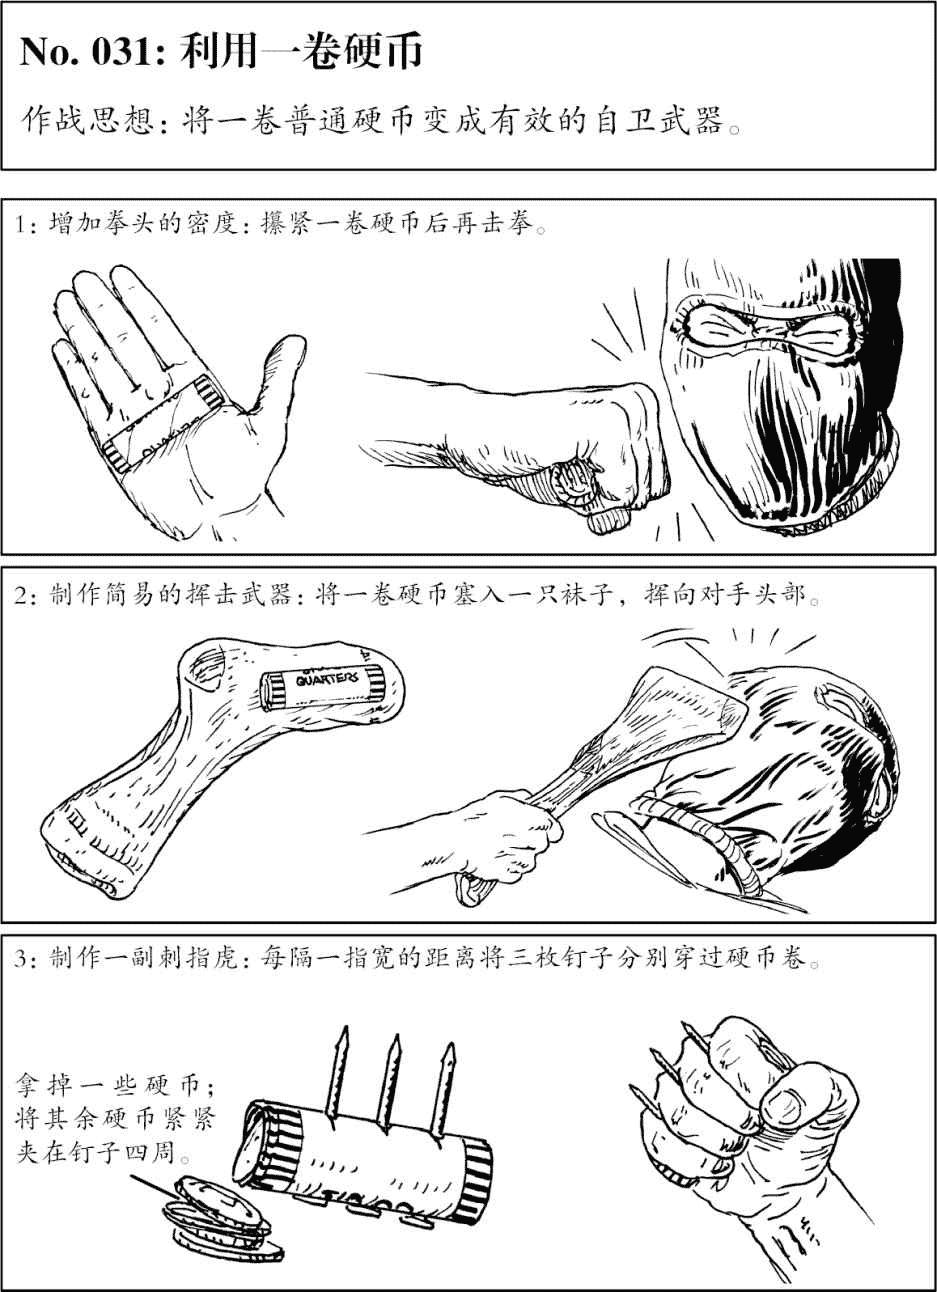 No. 031: 利用一卷硬币
作战思想: 将一卷普通硬币变成有效的自卫武器。
1: 增加拳头的密度: 攥紧一卷硬币后再击拳。
2: 制作简易的挥击武器: 将一卷硬币塞入一只袜子, 挥向对手头部。
QUARTERS
3: 制作一副刺指虎: 每隔一指宽的距离将三枚钉子分别穿过硬币卷。
拿掉一些硬币;
将其余硬币紧紧
夹在钉子四周。